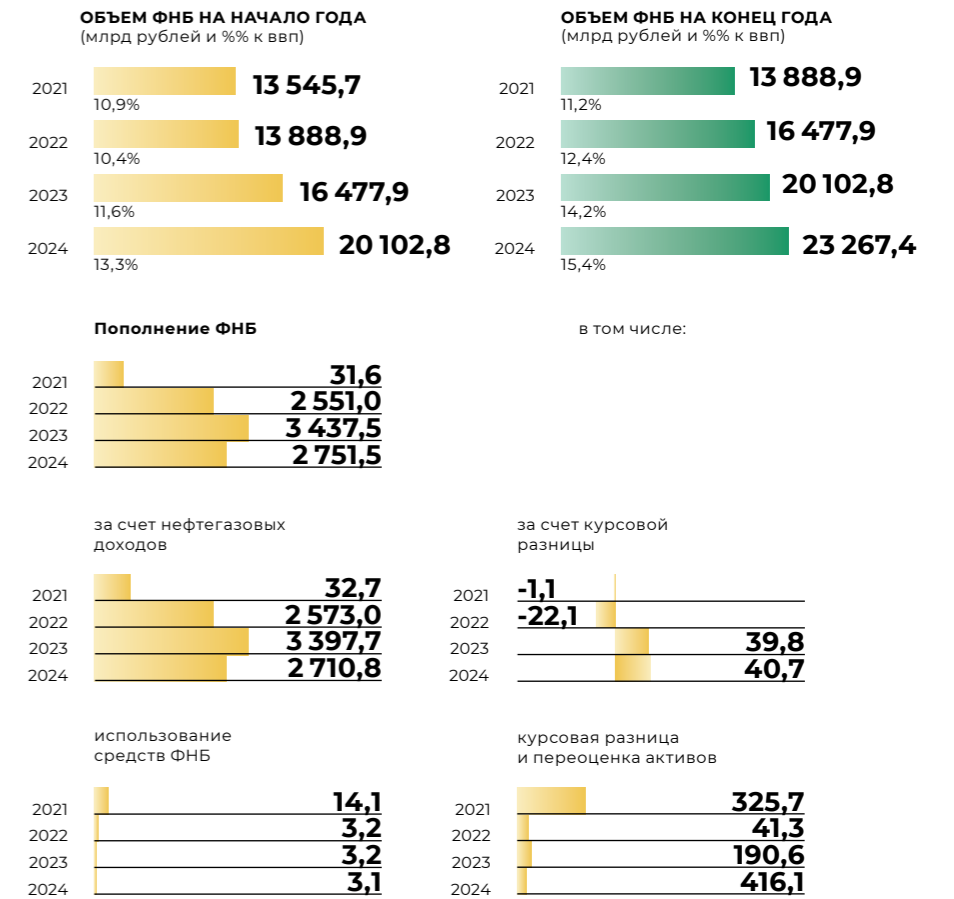 ОБЪЕМ ФНБ НА НАЧАЛО ГОДА
(млрд рублей и %% к ввп)
2021 13 545,7
10,9%
2022 13 888,9
10,4%
2023 16 477,9
11,6%
2024 20 102,8
13,3%
ОБЪЕМ ФНБ НА КОНЕЦ ГОДА
(млрд рублей и %% к ввп)
2021 13 888,9
11,2%
2022 16 477,9
12,4%
2023 20 102,8
14,2%
2024 23 267,4
15,4%
Пополнение ФНБ
2021 31,6
2022 2 551,0
2023 3 437,5
2024 2 751,5
в том числе:
за счет нефтегазовых
доходов
2021 32,7
2022 2 573,0
2023 3 397,7
2024 2 710,8
за счет курсовой
разницы
2021 -1,1
2022 -22,1
2023 39,8
2024 40,7
использование
средств ФНБ
2021 14,1
2022 3,2
2023 3,2
2024 3,1
курсовая разница
и переоценка активов
2021 325,7
2022 41,3
2023 190,6
2024 416,1